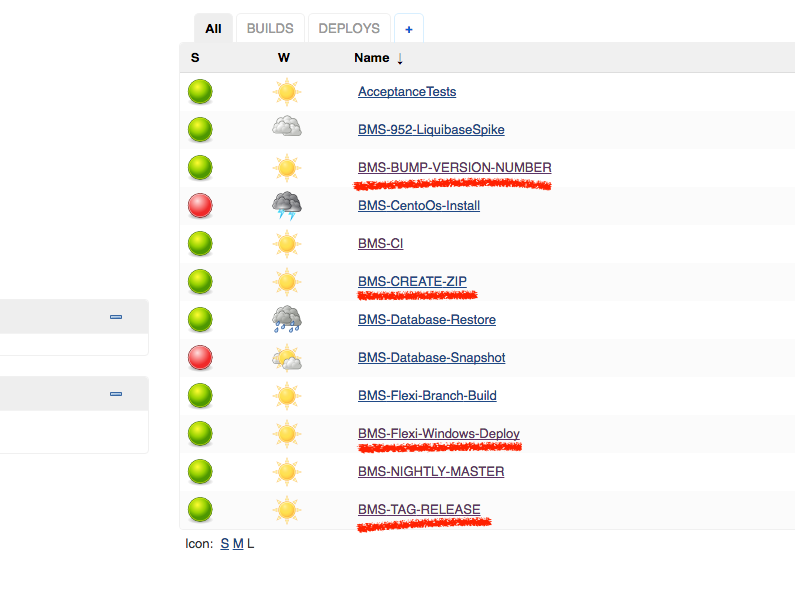 All BUILDS DEPLOYS +
S W Name ↓
AcceptanceTests
BMS-952-LiquibaseSpike
BMS-BUMP-VERSION-NUMBER
BMS-CentoOs-Install
BMS-CI
BMS-CREATE-ZIP
BMS-Database-Restore
BMS-Database-Snapshot
BMS-Flexi-Branch-Build
BMS-Flexi-Windows-Deploy
BMS-NIGHTLY-MASTER
BMS-TAG-RELEASE
Icon: S M L